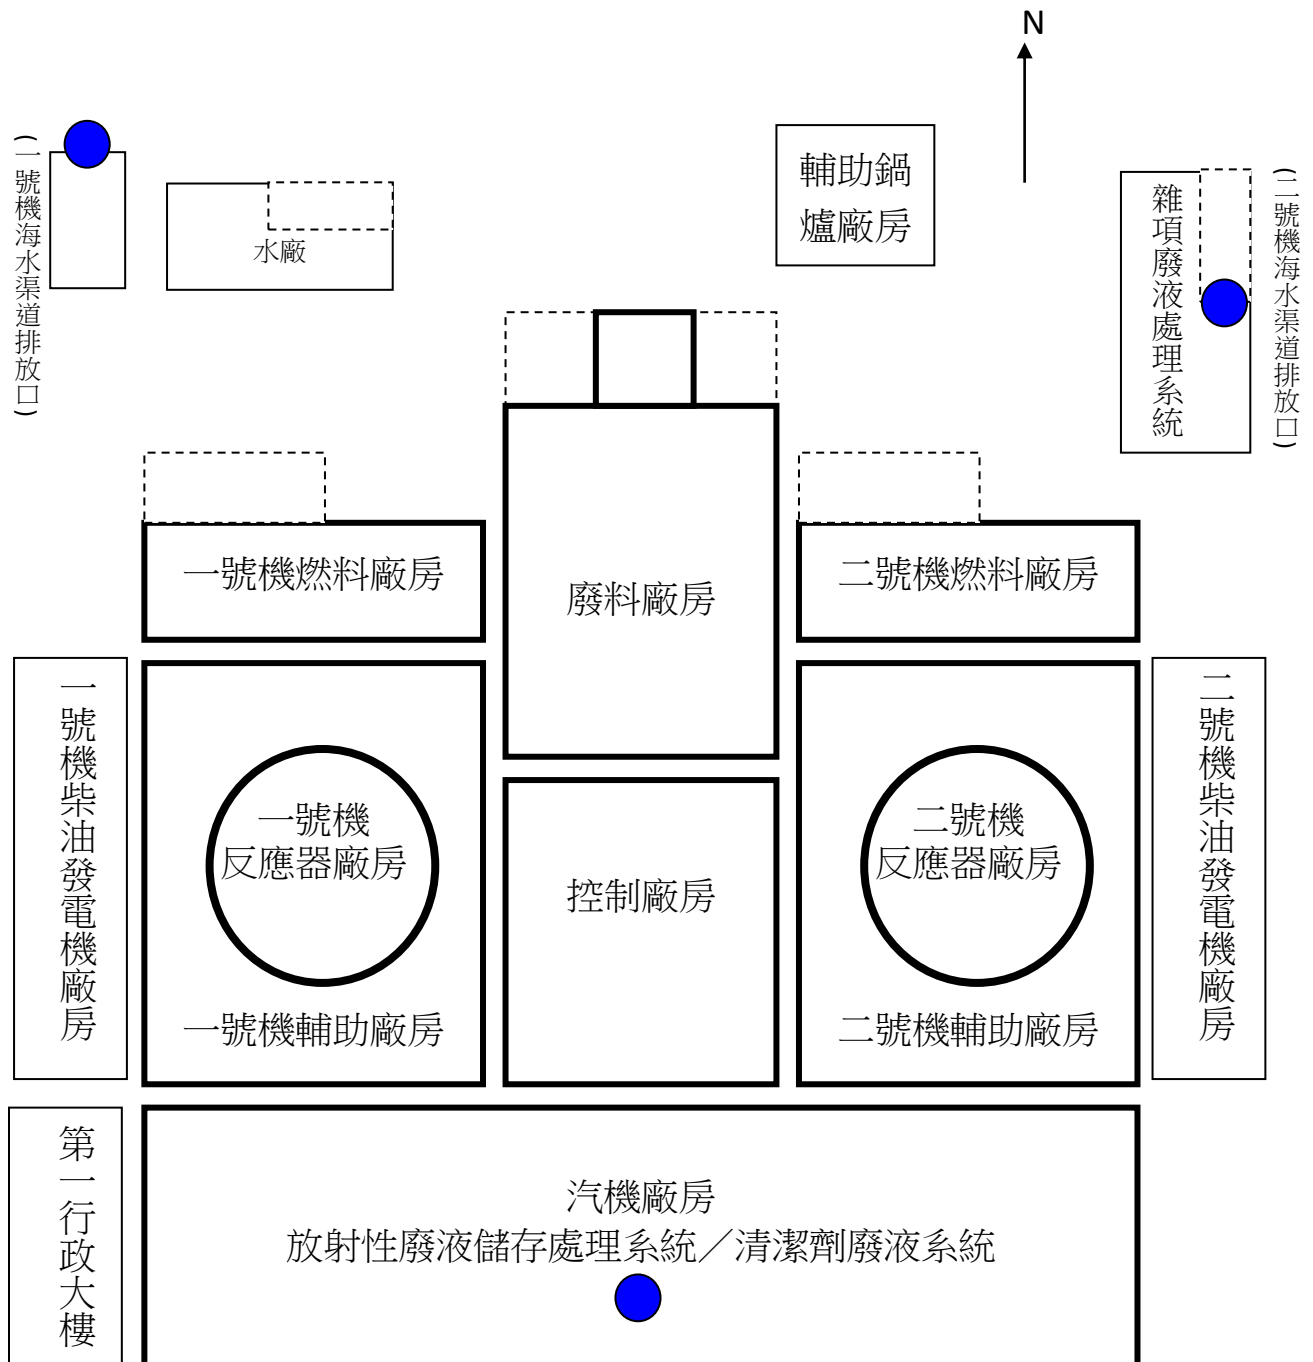 N
(一號機海水渠道排放口)
水廠
輔助鍋
爐廠房
雜項廢液處理系統
(二號機海水渠道排放口)
一號機燃料廠房
廢料廠房
二號機燃料廠房
一號機柴油發電機廠房
一號機
反應器廠房
一號機輔助廠房
控制廠房
二號機
反應器廠房
二號機輔助廠房
二號機柴油發電機廠房
第一行政大樓
汽機廠房
放射性廢液儲存處理系統／清潔劑廢液系統